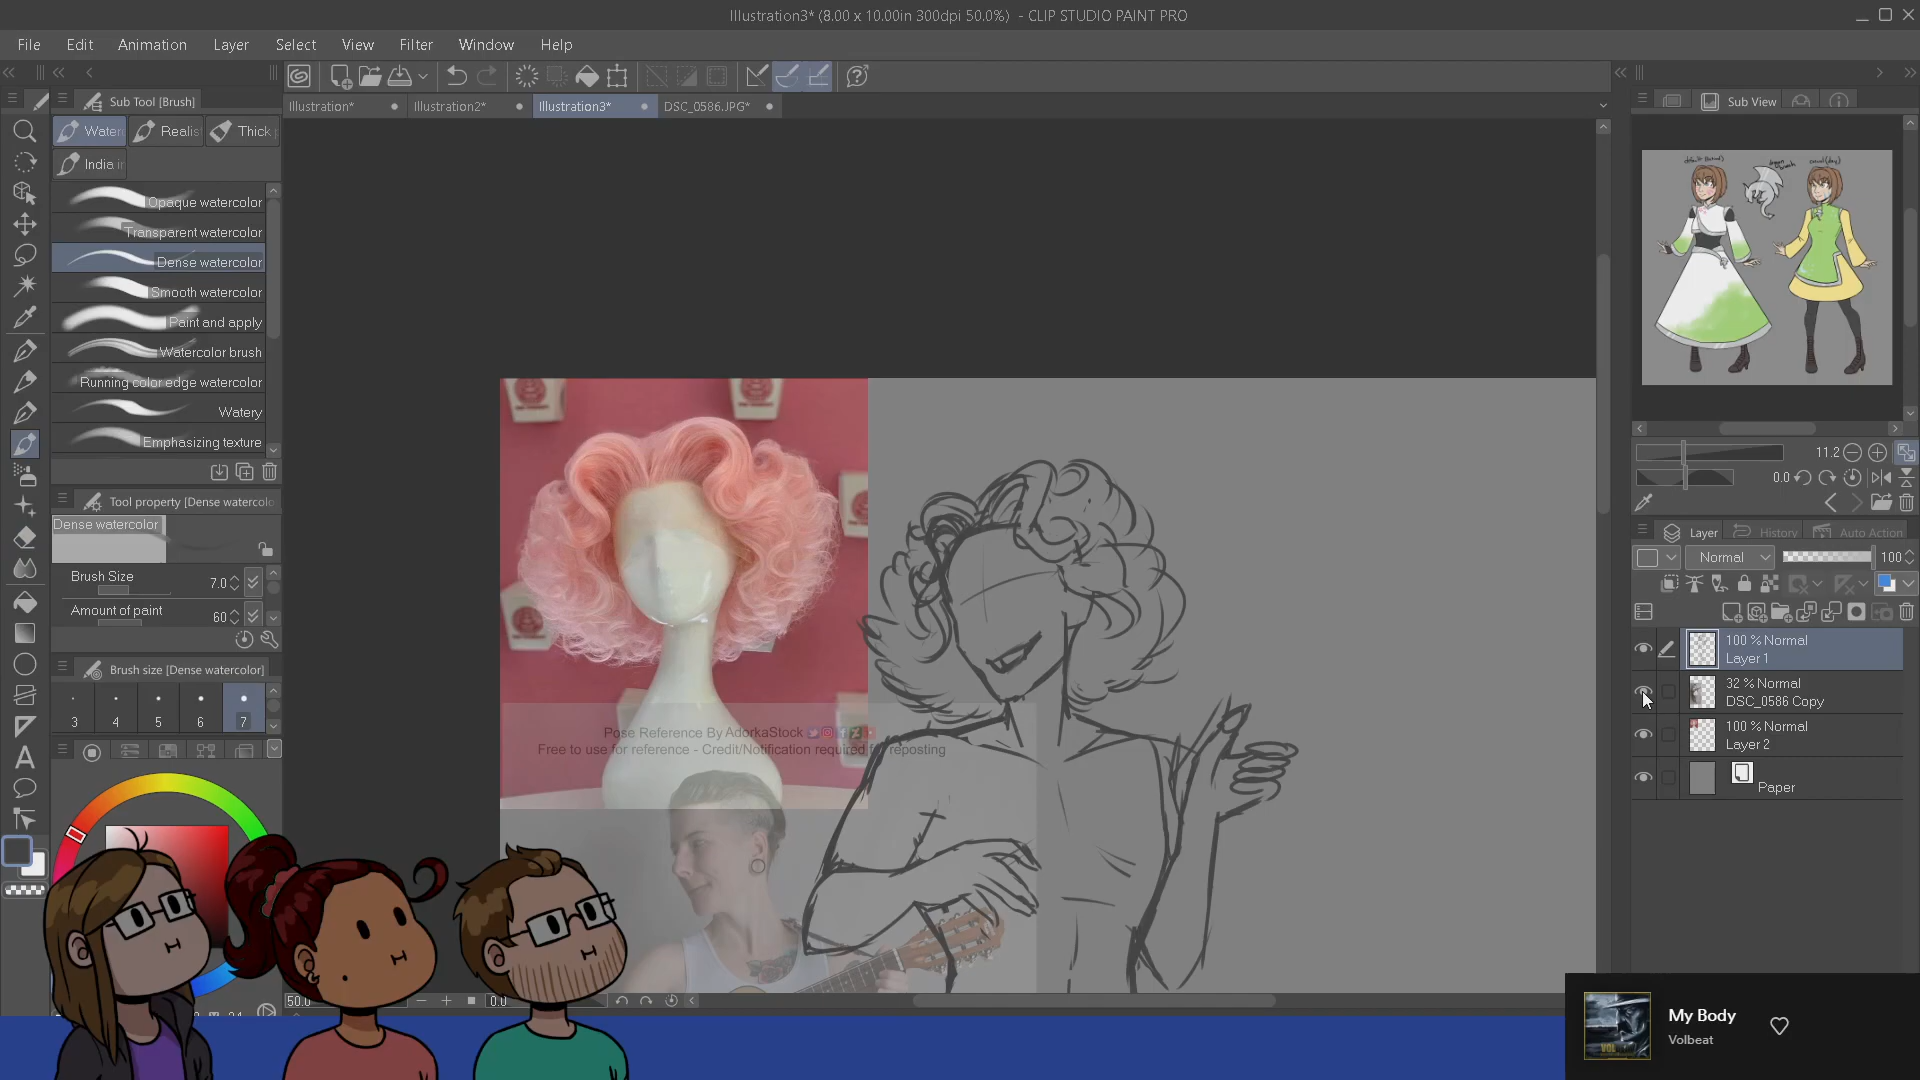 Illustration3* (8.00 x 10.00in 300dpi 50.0%) - CLIP STUDIO PAINT PRO
File Edit Animation Layer Select View Filter Window Help
Sub Tool [Brush]
Illustration* Illustration2* Illustration3* DSC_0586.JPG*
Sub View
Water Realis Thick
India in
Opaque watercolor
Transparent watercolor
Dense watercolor
Smooth watercolor
Paint and apply
Watercolor brush
Running color edge watercolor
Watery
Emphasizing texture
Tool property [Dense watercolo
Dense watercolor
Brush Size 7.0
Amount of paint 60
Brush size [Dense watercolor]
3 4 5 6 7
11.2
0.0
Layer History Auto Action
Normal 100
100 % Normal
Layer 1
32 % Normal
DSC_0586 Copy
100 % Normal
Layer 2
Paper
Pose Reference By AdorkaStock
Free to use for reference - Credit/Notification required for reposting
50.0 0.0
My Body
Volbeat